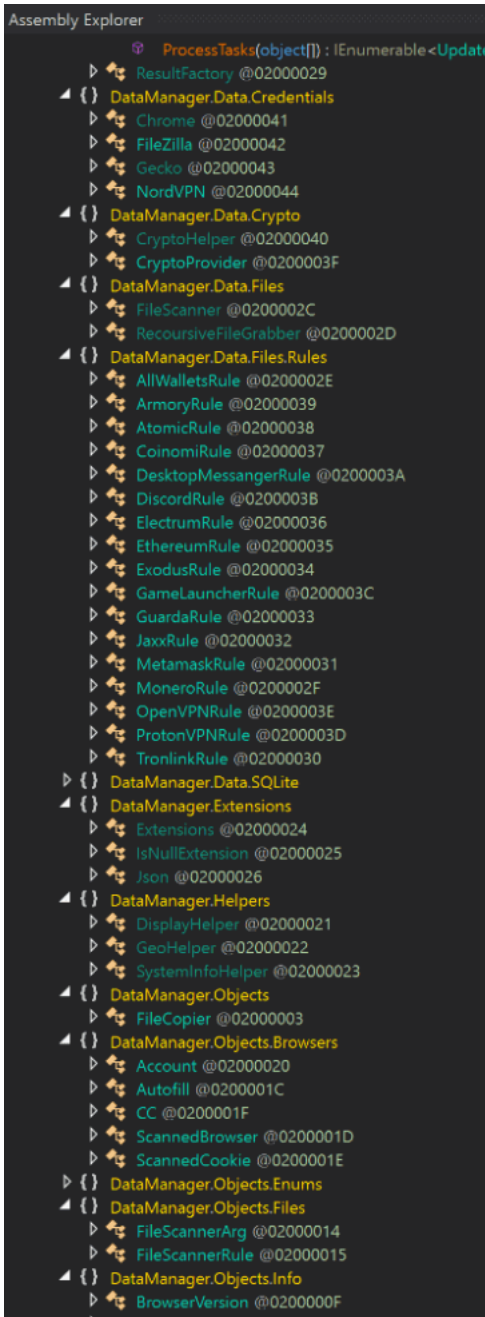 Assembly Explorer
ProcessTasks(object[]) : IEnumerable<Update
ResultFactory @02000029
{ } DataManager.Data.Credentials
Chrome @02000041
FileZilla @02000042
Gecko @02000043
NordVPN @02000044
{ } DataManager.Data.Crypto
CryptoHelper @02000040
CryptoProvider @0200003F
{ } DataManager.Data.Files
FileScanner @0200002C
RecoursiveFileGrabber @0200002D
{ } DataManager.Data.Files.Rules
AllWalletsRule @0200002E
ArmoryRule @02000039
AtomicRule @02000038
CoinomiRule @02000037
DesktopMessangerRule @0200003A
DiscordRule @0200003B
ElectrumRule @02000036
EthereumRule @02000035
ExodusRule @02000034
GameLauncherRule @0200003C
GuardaRule @02000033
JaxxRule @02000032
MetamaskRule @02000031
MoneroRule @0200002F
OpenVPNRule @0200003E
ProtonVPNRule @0200003D
TronlinkRule @02000030
{ } DataManager.Data.SQLite
{ } DataManager.Extensions
Extensions @02000024
IsNullExtension @02000025
Json @02000026
{ } DataManager.Helpers
DisplayHelper @02000021
GeoHelper @02000022
SystemInfoHelper @02000023
{ } DataManager.Objects
FileCopier @02000003
{ } DataManager.Objects.Browsers
Account @02000020
Autofill @0200001C
CC @0200001F
ScannedBrowser @0200001D
ScannedCookie @0200001E
{ } DataManager.Objects.Enums
{ } DataManager.Objects.Files
FileScannerArg @02000014
FileScannerRule @02000015
{ } DataManager.Objects.Info
BrowserVersion @0200000F